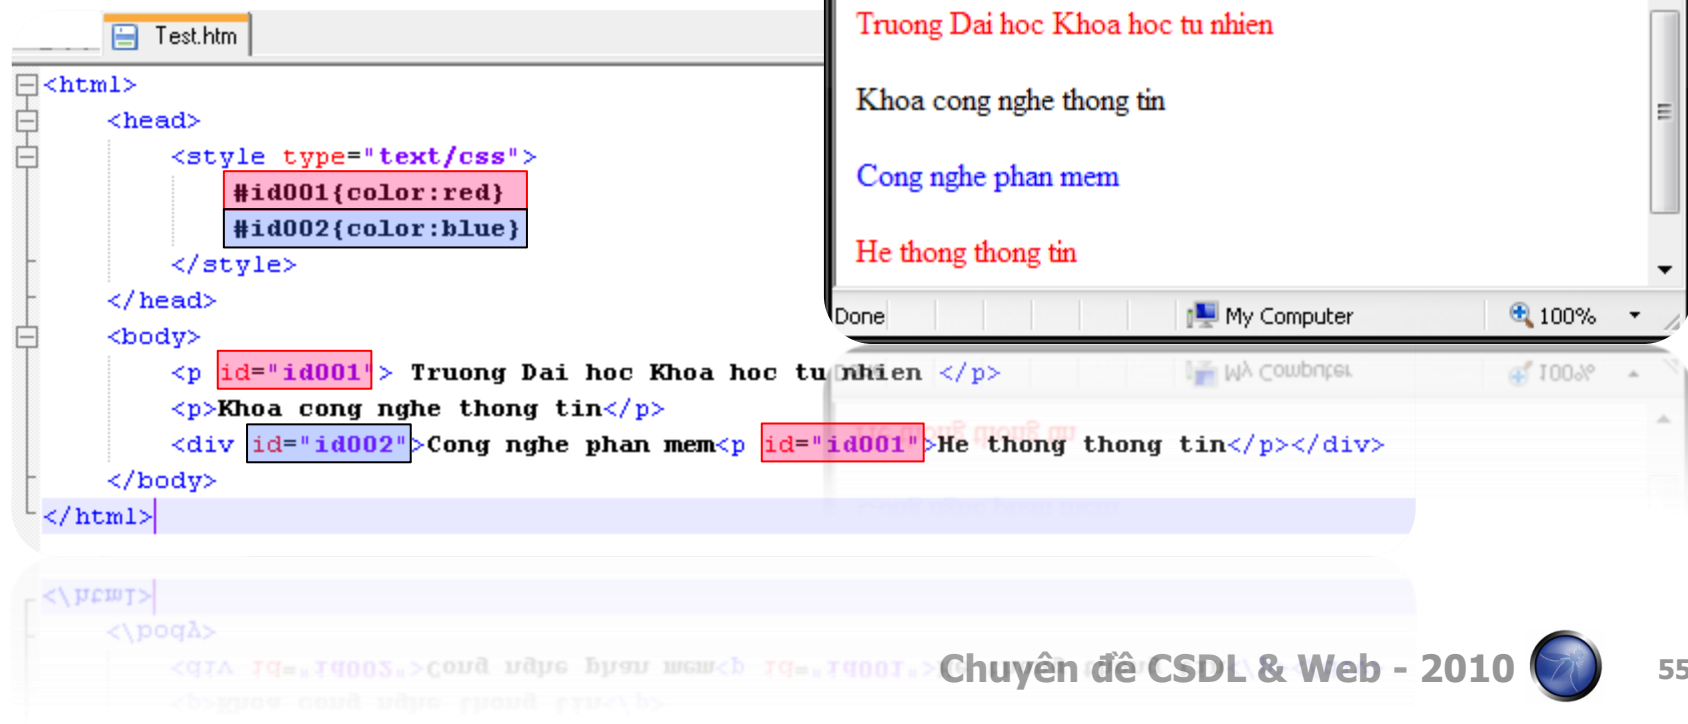 Test.htm
<html>
<head>
<style type="text/css">
#id001{color:red}
#id002{color:blue}
</style>
</head>
<body>
<p id="id001"> Truong Dai hoc Khoa hoc tu nhien </p>
<p>Khoa cong nghe thong tin</p>
<div id="id002">Cong nghe phan mem<p id="id001">He thong thong tin</p></div>
</body>
</html>
Truong Dai hoc Khoa hoc tu nhien
Khoa cong nghe thong tin
Cong nghe phan mem
He thong thong tin
Done My Computer 100%
Chuyên đề CSDL & Web - 2010
55